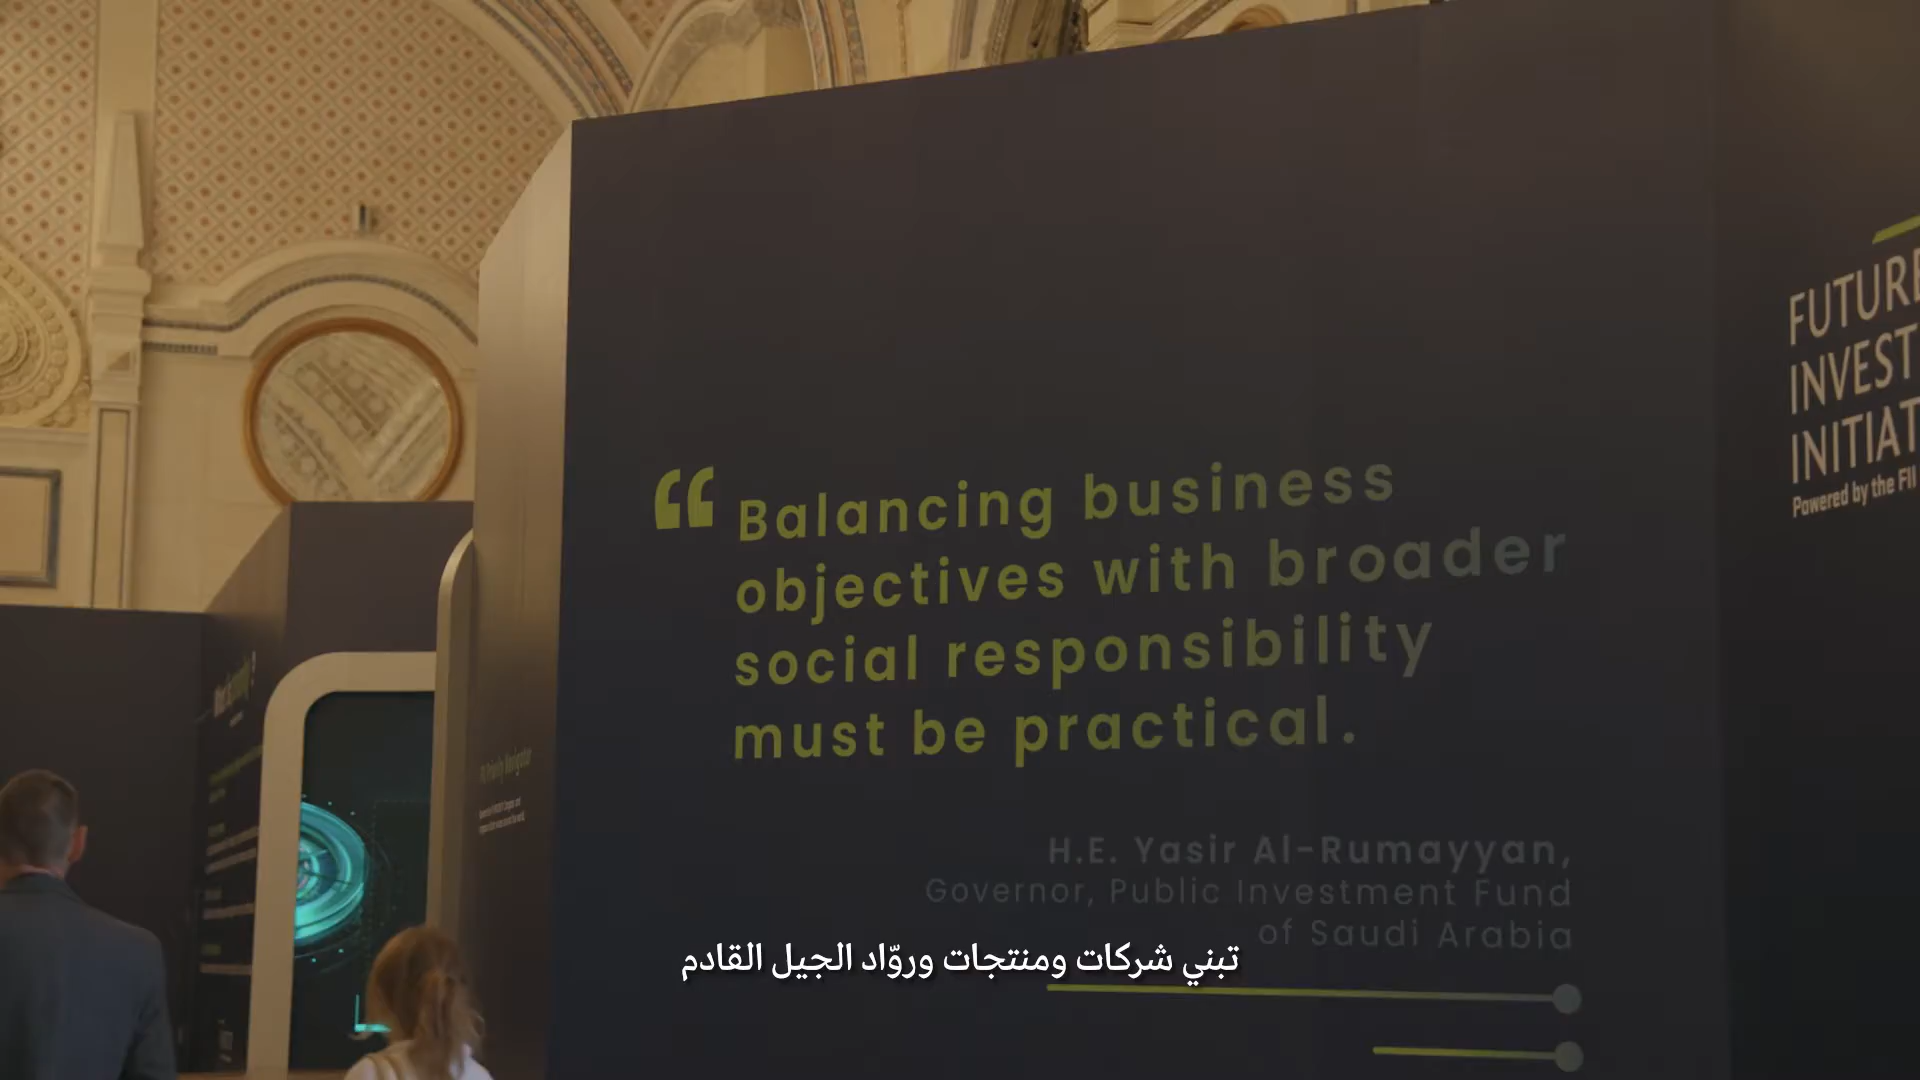 “Balancing business
objectives with broader
social responsibility
must be practical.
H.E. Yasir Al-Rumayyan,
Governor, Public Investment Fund
of Saudi Arabia
FUTURE
INVEST
INITIAT
Powered by the FII
تبني شركات ومنتجات وروّاد الجيل القادم